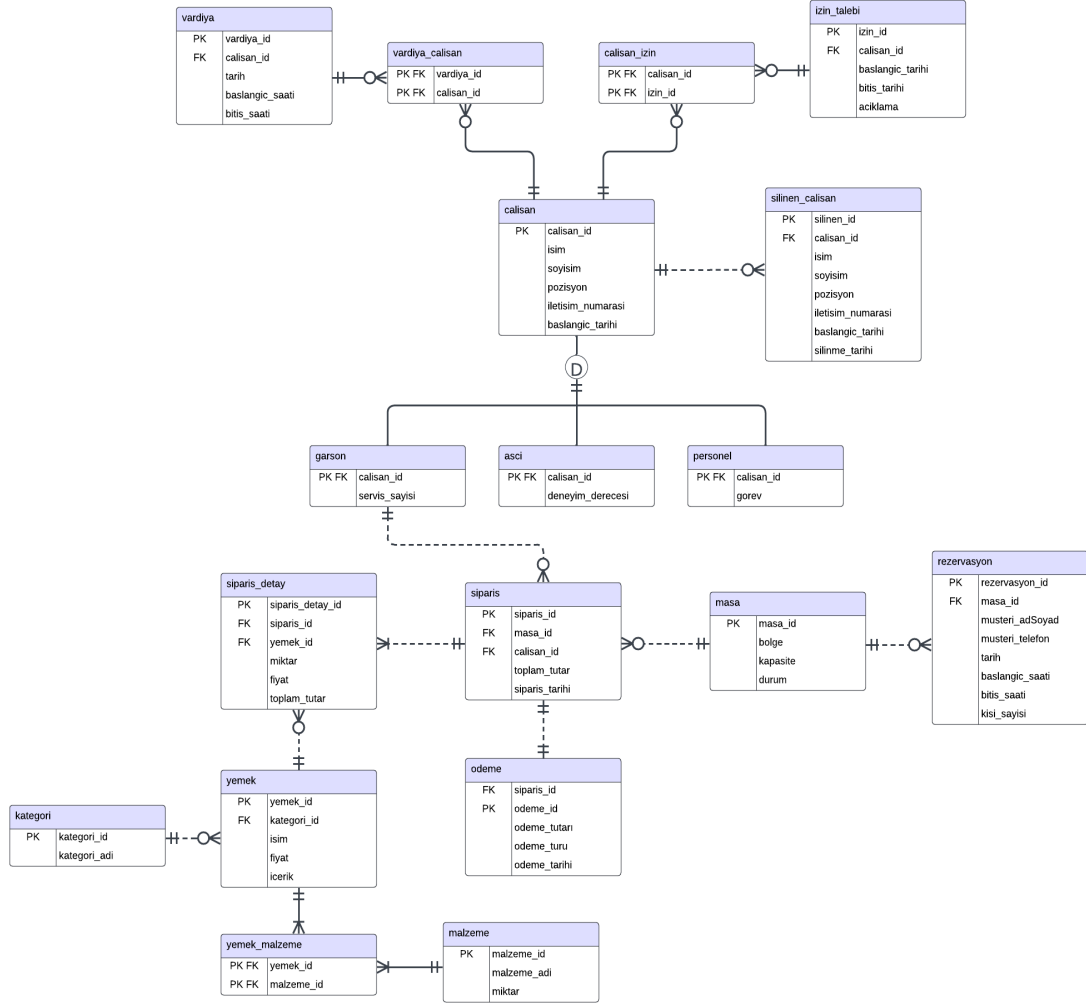 vardiya
PK vardiya_id
FK calisan_id
tarih
baslangic_saati
bitis_saati
vardiya_calisan
PK FK vardiya_id
PK FK calisan_id
calisan_izin
PK FK calisan_id
PK FK izin_id
izin_talebi
PK izin_id
FK calisan_id
baslangic_tarihi
bitis_tarihi
aciklama
calisan
PK calisan_id
isim
soyisim
pozisyon
iletisim_numarasi
baslangic_tarihi
silinen_calisan
PK silinen_id
FK calisan_id
isim
soyisim
pozisyon
iletisim_numarasi
baslangic_tarihi
silinme_tarihi
D
garson
PK FK calisan_id
servis_sayisi
asci
PK FK calisan_id
deneyim_derecesi
personel
PK FK calisan_id
gorev
siparis_detay
PK siparis_detay_id
FK siparis_id
FK yemek_id
miktar
fiyat
toplam_tutar
siparis
PK siparis_id
FK masa_id
FK calisan_id
toplam_tutar
siparis_tarihi
masa
PK masa_id
bolge
kapasite
durum
rezervasyon
PK rezervasyon_id
FK masa_id
musteri_adSoyad
musteri_telefon
tarih
baslangic_saati
bitis_saati
kisi_sayisi
kategori
PK kategori_id
kategori_adi
yemek
PK yemek_id
FK kategori_id
isim
fiyat
icerik
odeme
FK siparis_id
PK odeme_id
odeme_tutarı
odeme_turu
odeme_tarihi
yemek_malzeme
PK FK yemek_id
PK FK malzeme_id
malzeme
PK malzeme_id
malzeme_adi
miktar